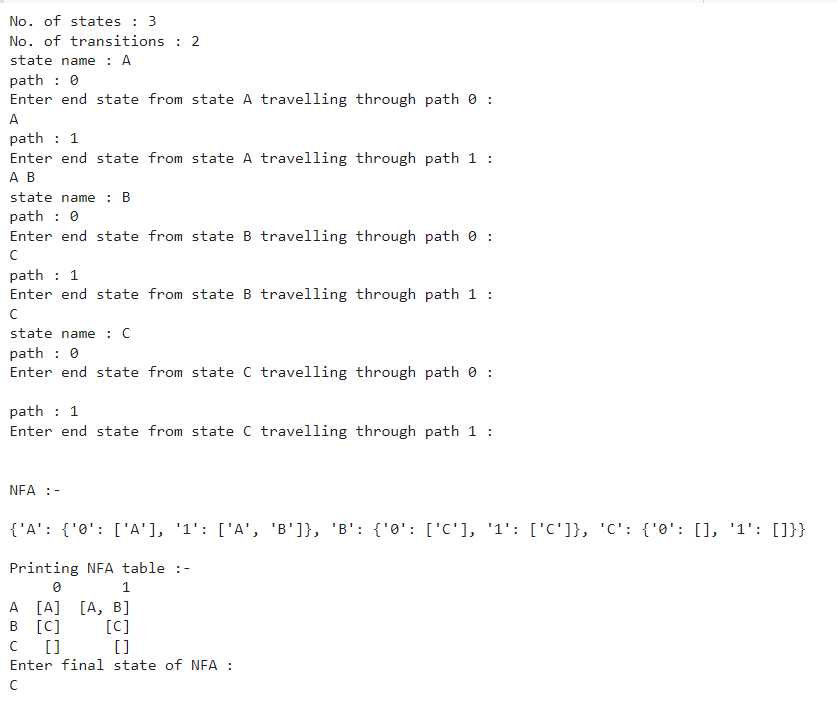 No. of states : 3
No. of transitions : 2
state name : A
path : 0
Enter end state from state A travelling through path 0 :
A
path : 1
Enter end state from state A travelling through path 1 :
A B
state name : B
path : 0
Enter end state from state B travelling through path 0 :
C
path : 1
Enter end state from state B travelling through path 1 :
C
state name : C
path : 0
Enter end state from state C travelling through path 0 :
path : 1
Enter end state from state C travelling through path 1 :
NFA :-
{'A': {'0': ['A'], '1': ['A', 'B']}, 'B': {'0': ['C'], '1': ['C']}, 'C': {'0': [], '1': []}}
Printing NFA table :-
     0       1
A  [A]  [A, B]
B  [C]     [C]
C   []      []
Enter final state of NFA :
C